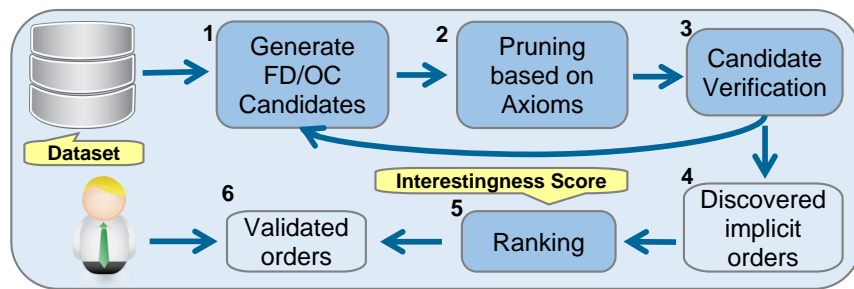 1
Generate
FD/OC
Candidates
2
Pruning
based on
Axioms
3
Candidate
Verification
Dataset
Interestingness Score
6
Validated
orders
5
Ranking
4
Discovered
implicit
orders